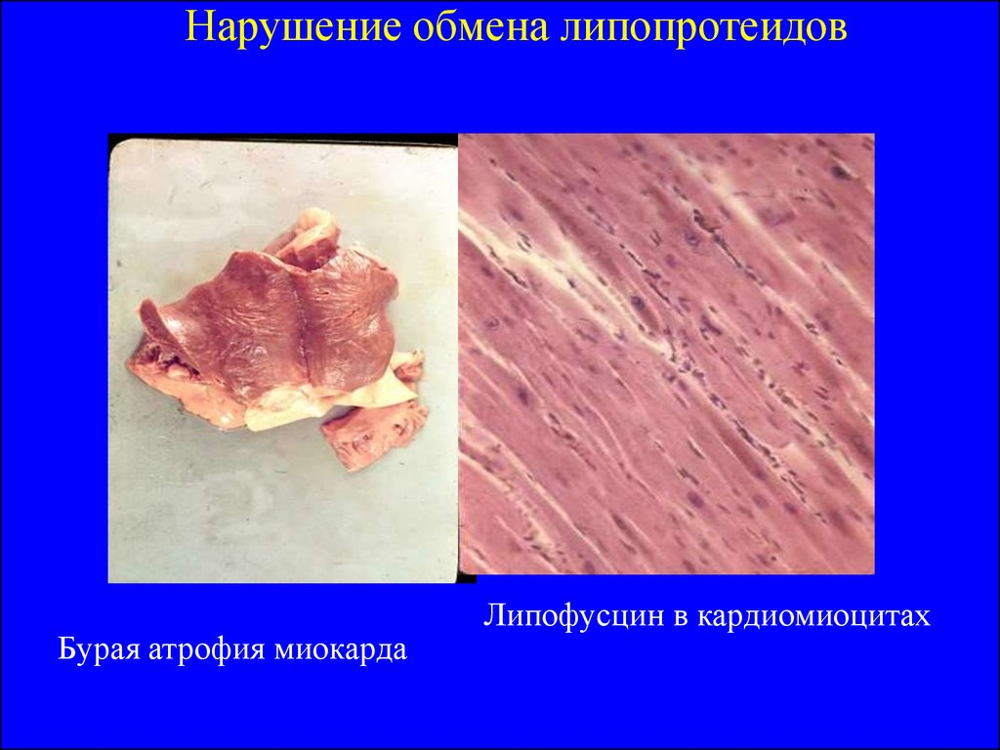 Нарушение обмена липопротеидов
Липофусцин в кардиомиоцитах
Бурая атрофия миокарда